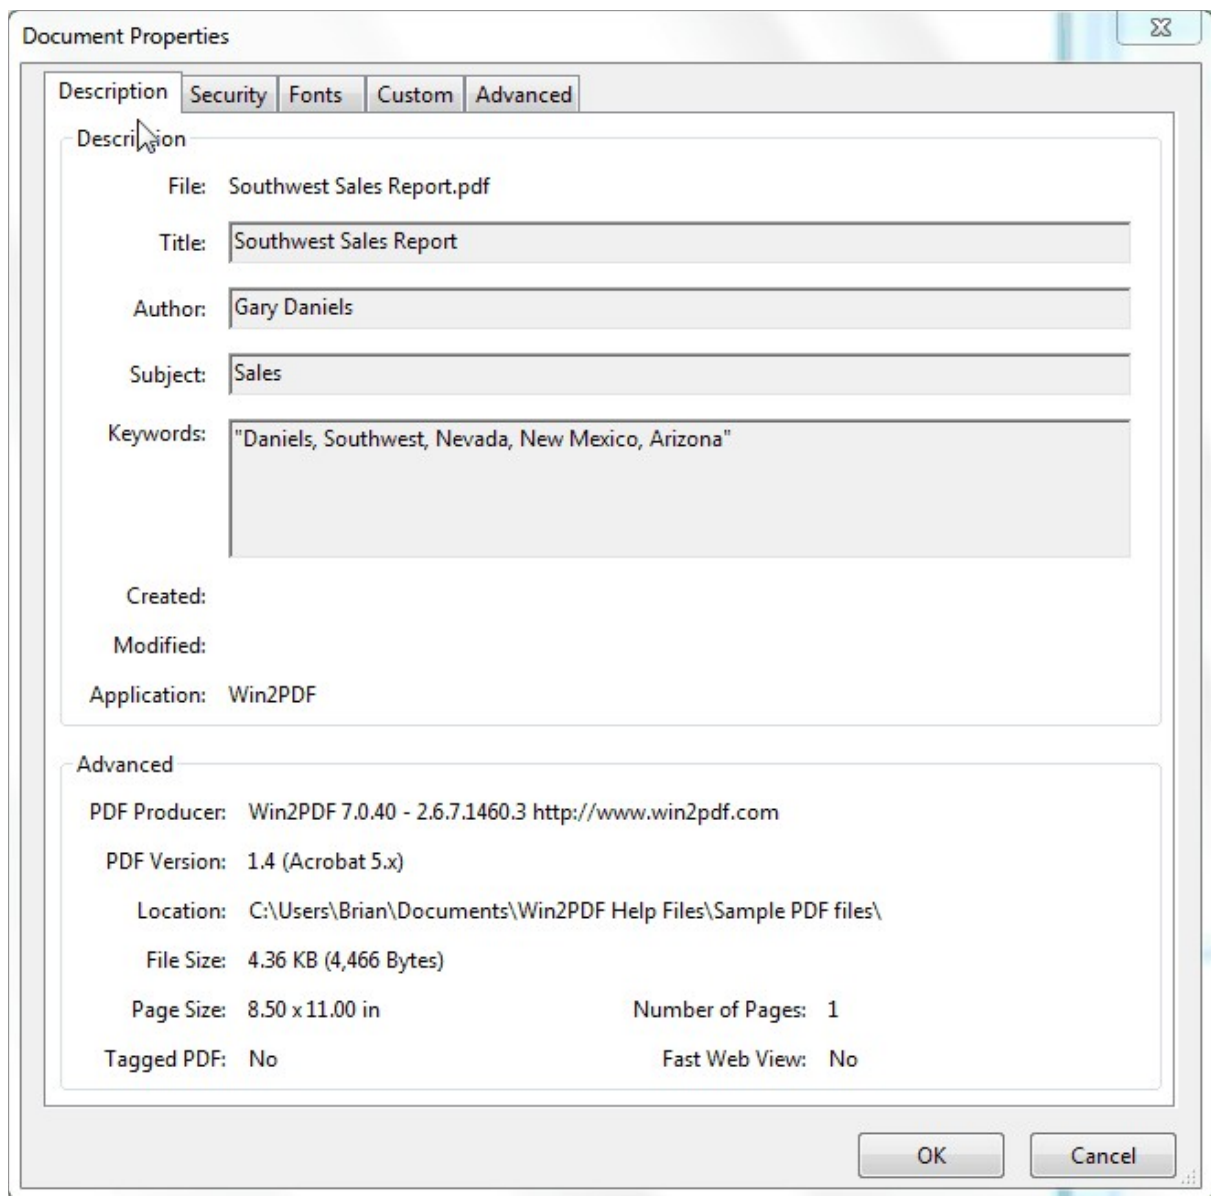 Document Properties
Description Security Fonts Custom Advanced
Description
File: Southwest Sales Report.pdf
Title: Southwest Sales Report
Author: Gary Daniels
Subject: Sales
Keywords: "Daniels, Southwest, Nevada, New Mexico, Arizona"
Created:
Modified:
Application: Win2PDF
Advanced
PDF Producer: Win2PDF 7.0.40 - 2.6.7.1460.3 http://www.win2pdf.com
PDF Version: 1.4 (Acrobat 5.x)
Location: C:\Users\Brian\Documents\Win2PDF Help Files\Sample PDF files\
File Size: 4.36 KB (4,466 Bytes)
Page Size: 8.50 x 11.00 in Number of Pages: 1
Tagged PDF: No Fast Web View: No
OK Cancel